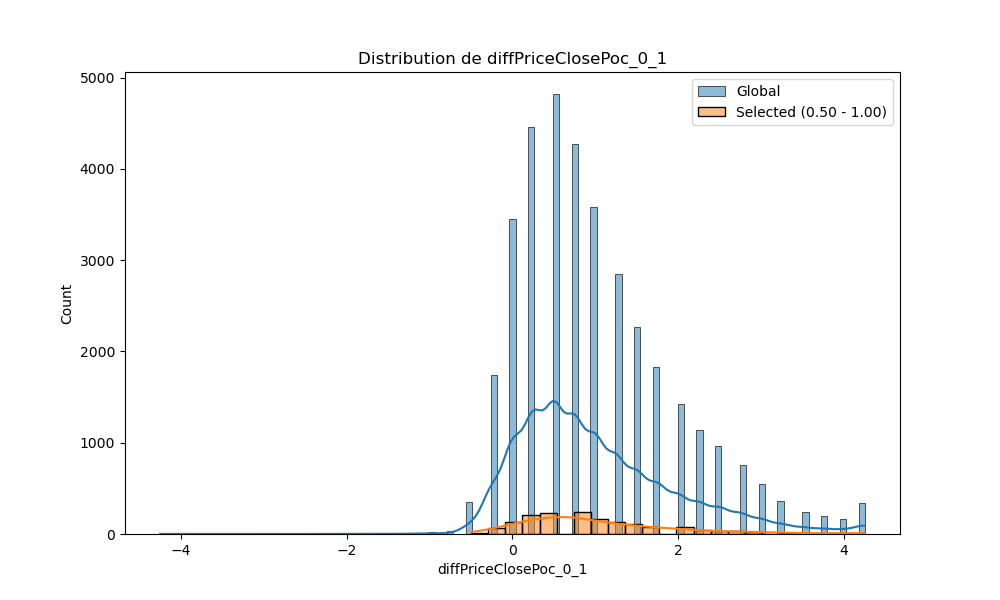 Distribution de diffPriceClosePoc_0_1
Global
Selected (0.50 - 1.00)
5000
4000
3000
2000
1000
0
Count
−4
−2
0
2
4
diffPriceClosePoc_0_1